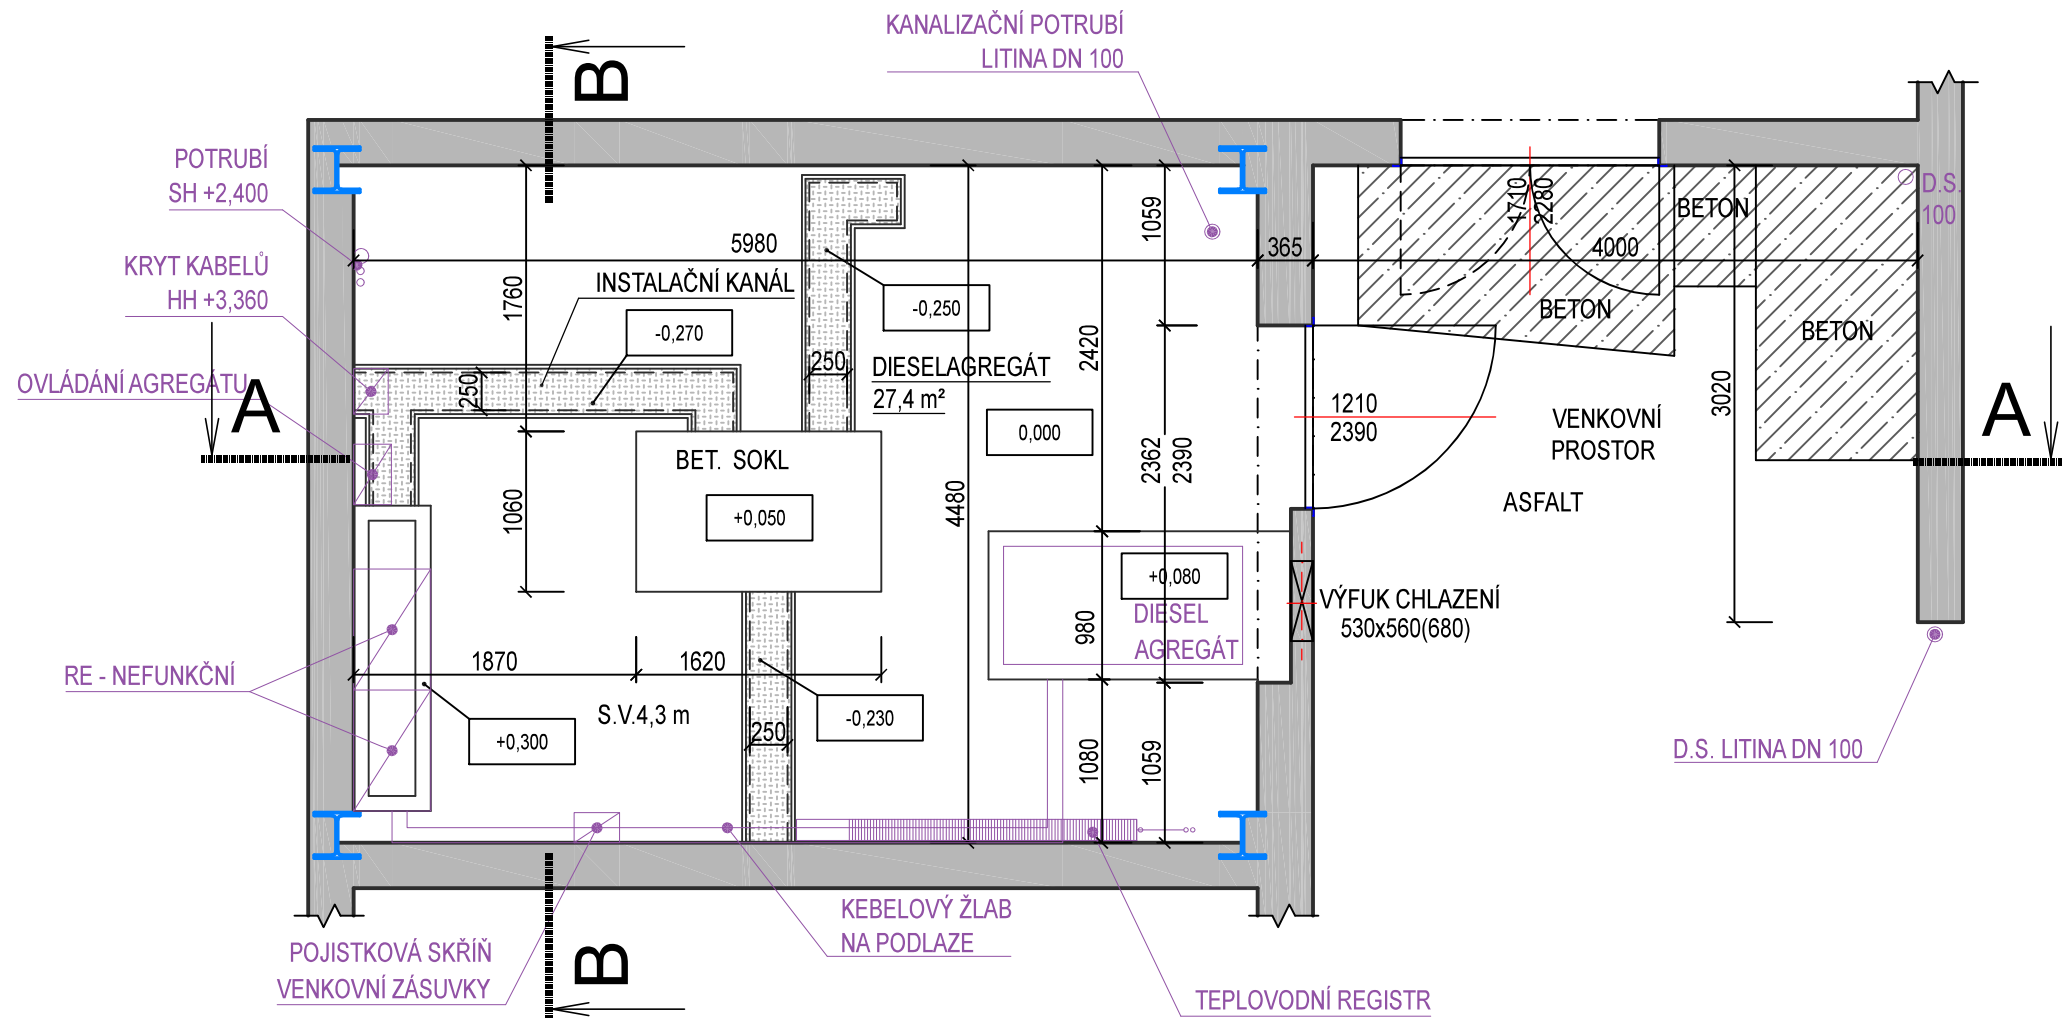 KANALIZAČNÍ POTRUBÍ
LITINA DN 100
B
POTRUBÍ
SH +2,400
D.S.
100
1710
2280
BETON
1059
5980
365
4000
KRYT KABELŮ
HH +3,360
INSTALAČNÍ KANÁL
1760
-0,250
-0,270
BETON
BETON
2420
250
DIESELAGREGÁT
27,4 m²
OVLÁDÁNÍ AGREGÁTU
A
250
3020
A
1210
2390
VENKOVNÍ
PROSTOR
0,000
BET. SOKL
2362
2390
1060
+0,050
4480
ASFALT
+0,080
DIESEL
AGREGÁT
980
VÝFUK CHLAZENÍ
530x560(680)
RE - NEFUNKČNÍ
1870
1620
S.V.4,3 m
-0,230
+0,300
250
1080
1059
D.S. LITINA DN 100
KEBELOVÝ ŽLAB
NA PODLAZE
POJISTKOVÁ SKŘÍŇ
VENKOVNÍ ZÁSUVKY
B
TEPLOVODNÍ REGISTR